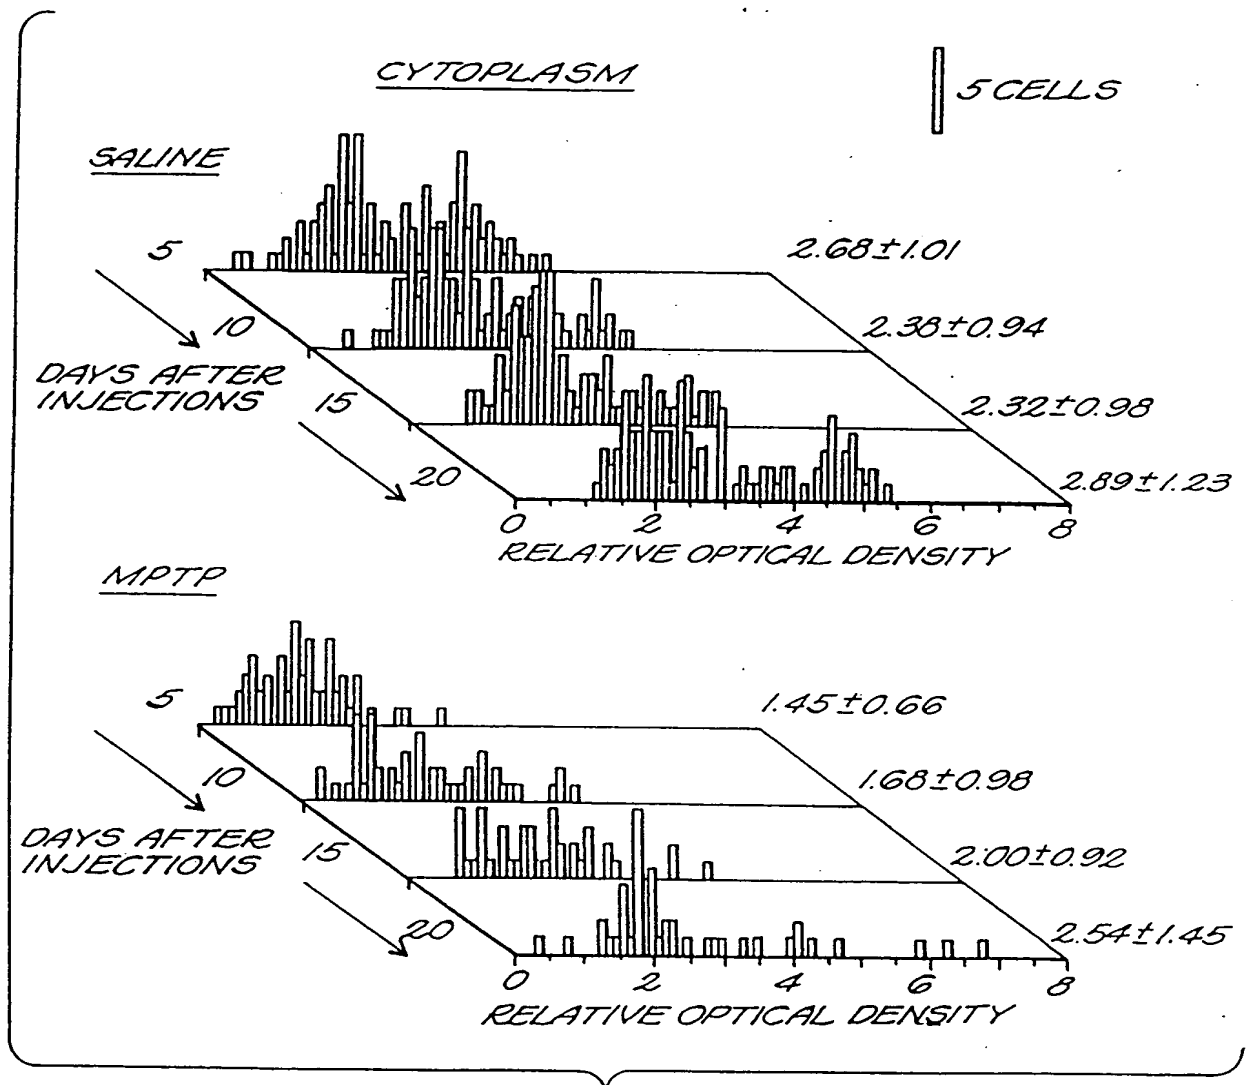 CYTOPLASM
5 CELLS
SALINE
5
2.68±1.01
10
2.38±0.94
DAYS AFTER
INJECTIONS
15
2.32±0.98
20
2.89±1.23
0 2 4 6 8
RELATIVE OPTICAL DENSITY
MPTP
5
1.45±0.66
10
1.68±0.98
DAYS AFTER
INJECTIONS
15
2.00±0.92
20
2.54±1.45
0 2 4 6 8
RELATIVE OPTICAL DENSITY